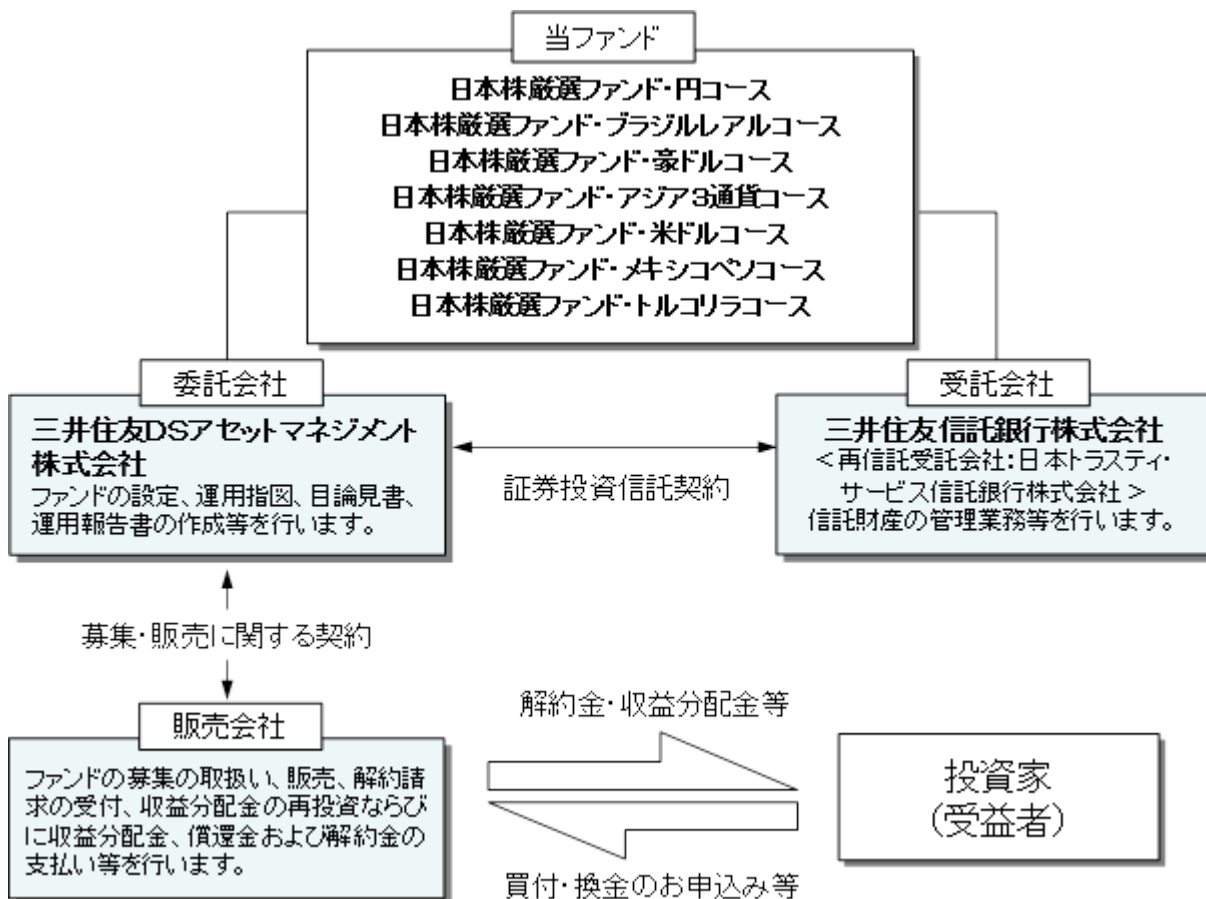 当ファンド
日本株厳選ファンド・円コース
日本株厳選ファンド・ブラジルレアルコース
日本株厳選ファンド・豪ドルコース
日本株厳選ファンド・アジア3通貨コース
日本株厳選ファンド・米ドルコース
日本株厳選ファンド・メキシコペソコース
日本株厳選ファンド・トルコリラコース
委託会社
三井住友DSアセットマネジメント
株式会社
ファンドの設定、運用指図、目論見書、
運用報告書の作成等を行います。
証券投資信託契約
受託会社
三井住友信託銀行株式会社
<再信託受託会社:日本トラスティ・
サービス信託銀行株式会社>
信託財産の管理業務等を行います。
募集・販売に関する契約
販売会社
ファンドの募集の取扱い、販売、解約請
求の受付、収益分配金の再投資ならび
に収益分配金、償還金および解約金の
支払い等を行います。
解約金・収益分配金等
買付・換金のお申込み等
投資家
(受益者)